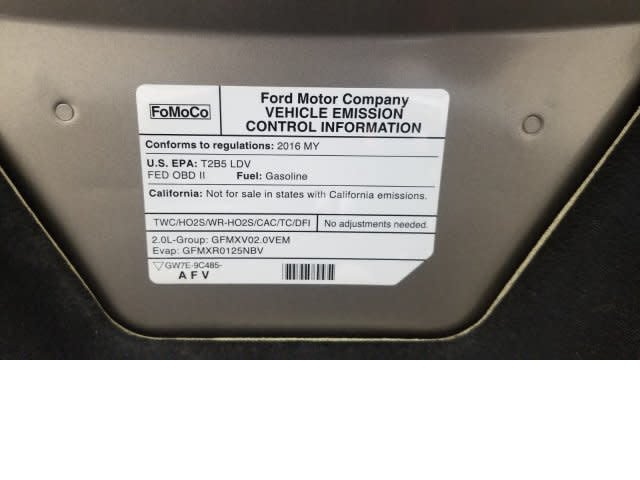 FoMoCo
Ford Motor Company
VEHICLE EMISSION
CONTROL INFORMATION
Conforms to regulations: 2016 MY
U.S. EPA: T2B5 LDV
FED OBD II Fuel: Gasoline
California: Not for sale in states with California emissions.
TWC/HO2S/WR-HO2S/CAC/TC/DFI No adjustments needed.
2.0L-Group: GFMXV02.0VEM
Evap: GFMXR0125NBV
GW7E-9C485-
A F V